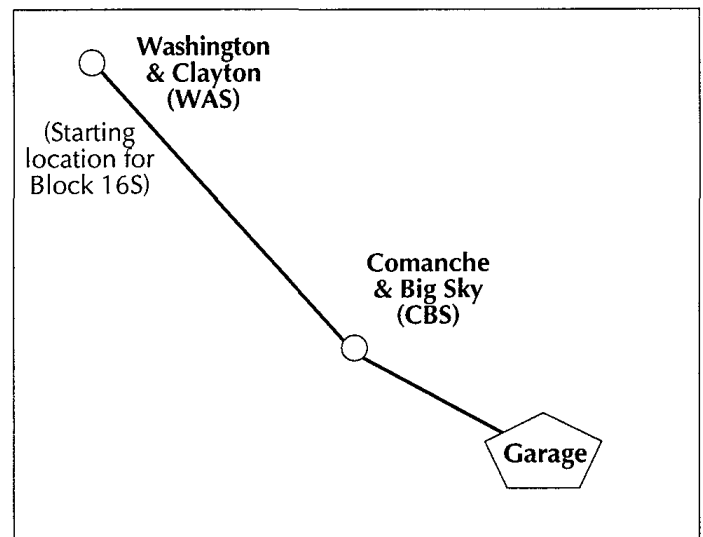 Washington
& Clayton
(WAS)
(Starting
location for
Block 16S)
Comanche
& Big Sky
(CBS)
Garage